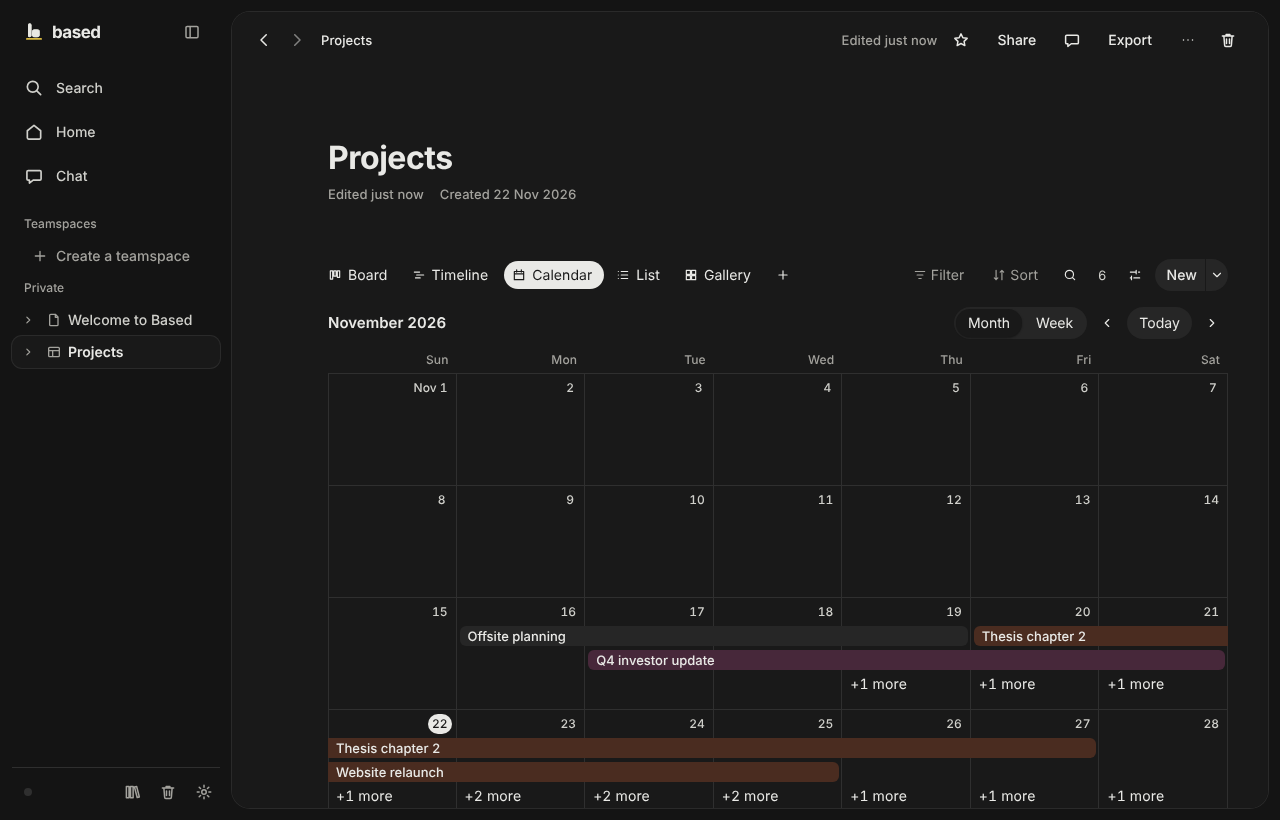 based
Projects
Edited just now
Share
Export
Search
Home
Chat
Teamspaces
Create a teamspace
Private
Welcome to Based
Projects
Projects
Edited just now Created 22 Nov 2026
Board Timeline Calendar List Gallery
Filter Sort 6 New
November 2026
Month Week Today
Sun Mon Tue Wed Thu Fri Sat
Nov 1 2 3 4 5 6 7
8 9 10 11 12 13 14
15 16 17 18 19 20 21
Offsite planning Thesis chapter 2
Q4 investor update
+1 more +1 more +1 more
22 23 24 25 26 27 28
Thesis chapter 2
Website relaunch
+1 more +2 more +2 more +2 more +1 more +1 more +1 more